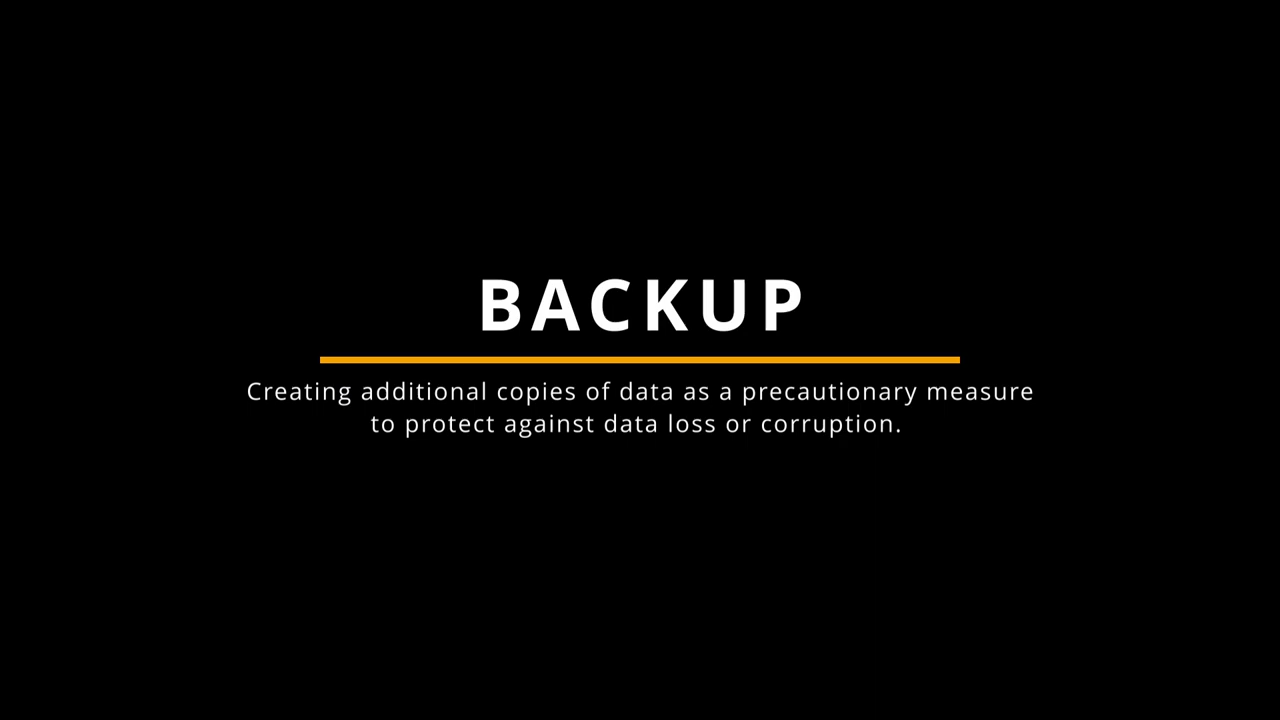 BACKUP
Creating additional copies of data as a precautionary measure
to protect against data loss or corruption.